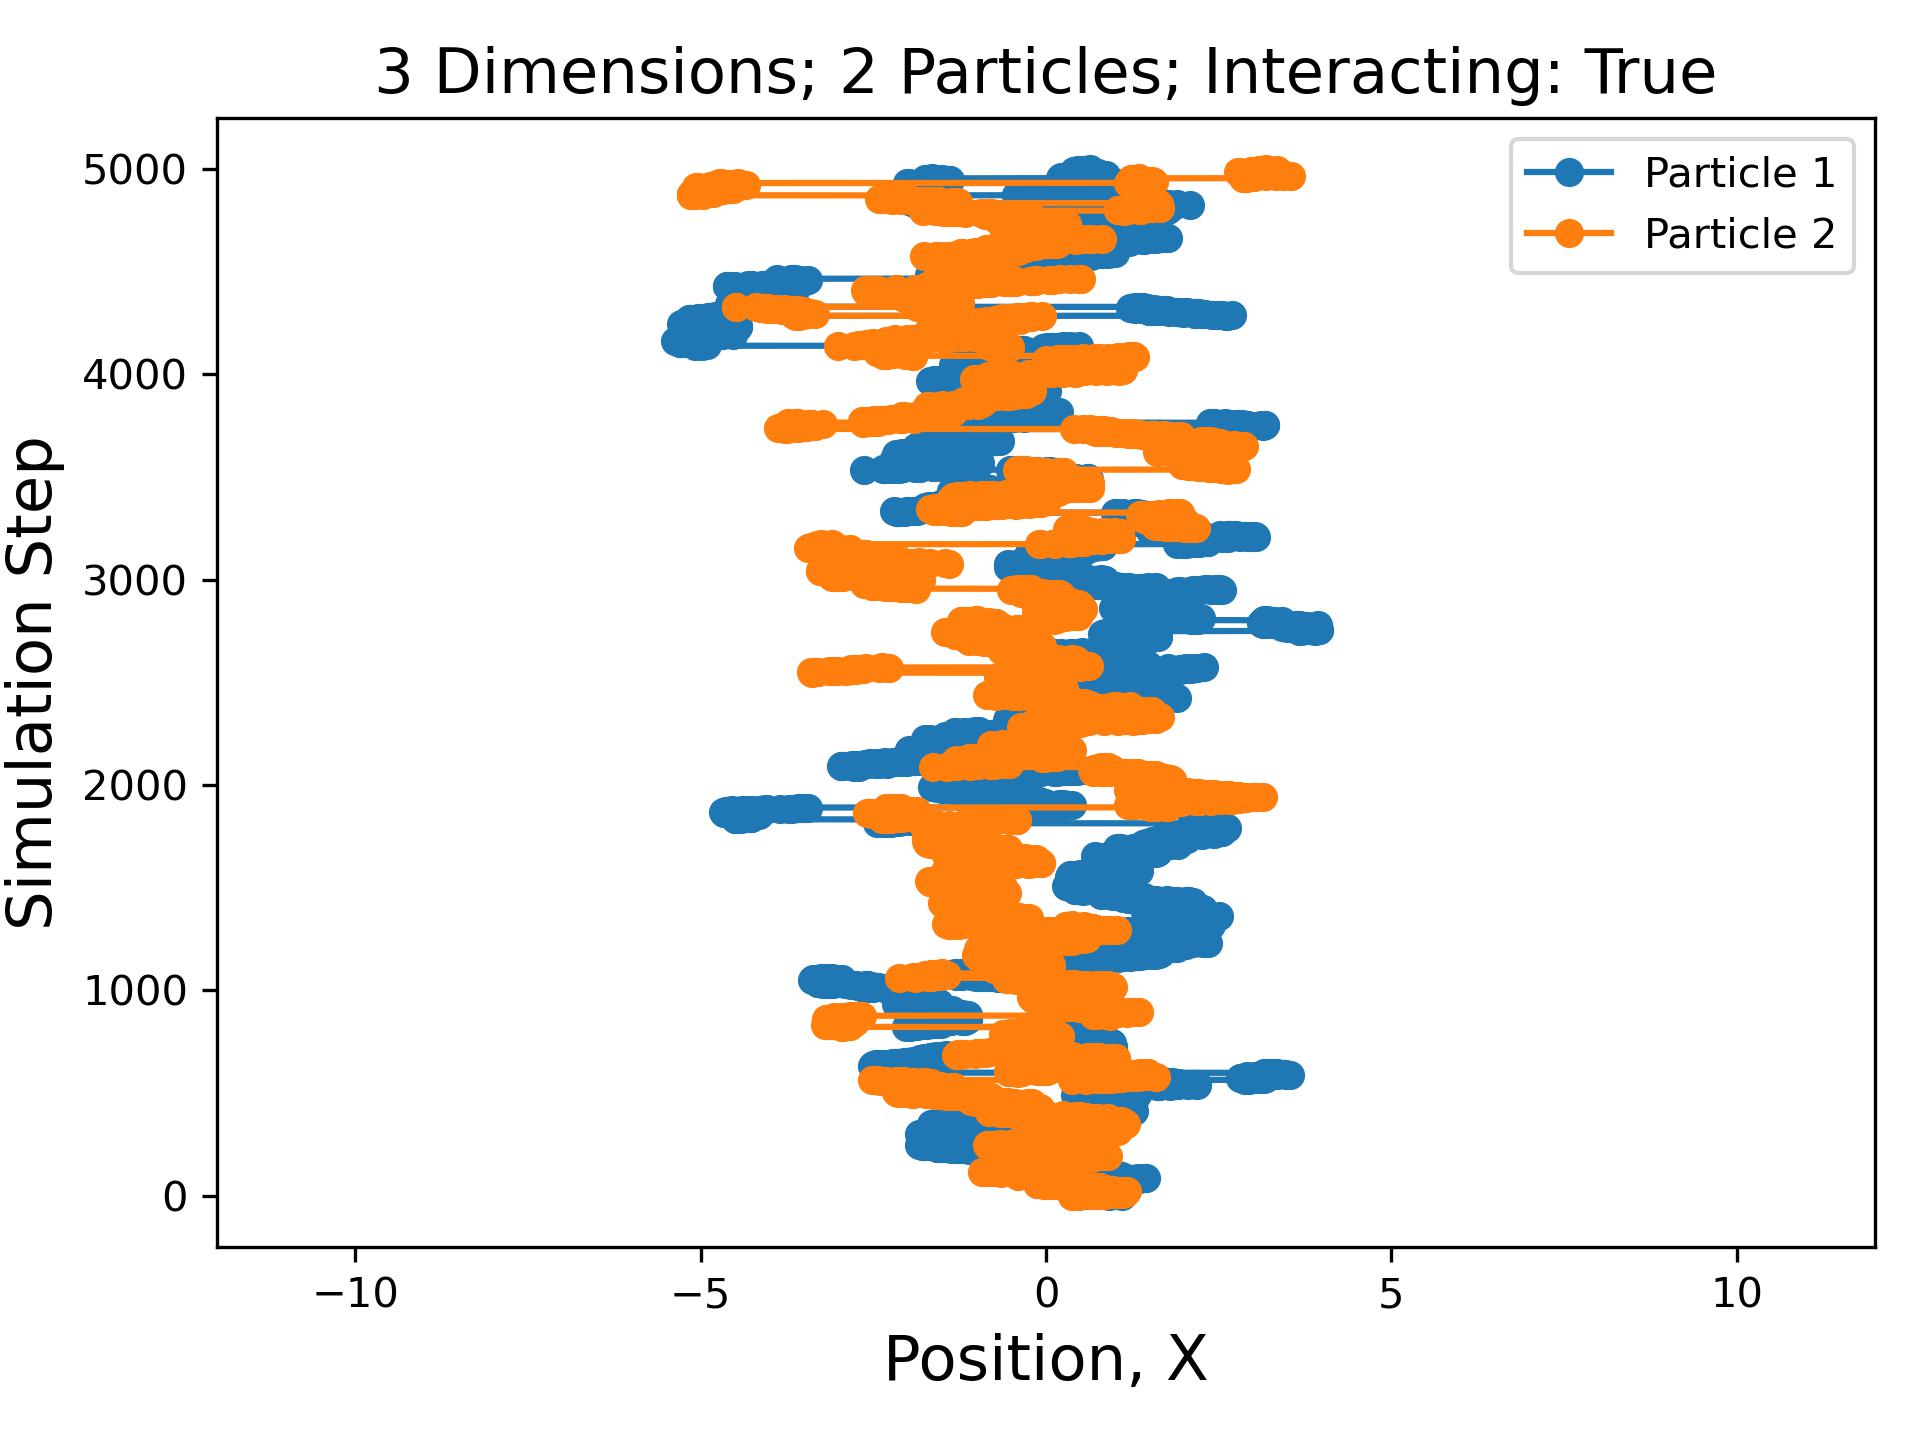 3 Dimensions; 2 Particles; Interacting: True
Particle 1
Particle 2
Simulation Step
5000
4000
3000
2000
1000
0
−10
−5
0
5
10
Position, X